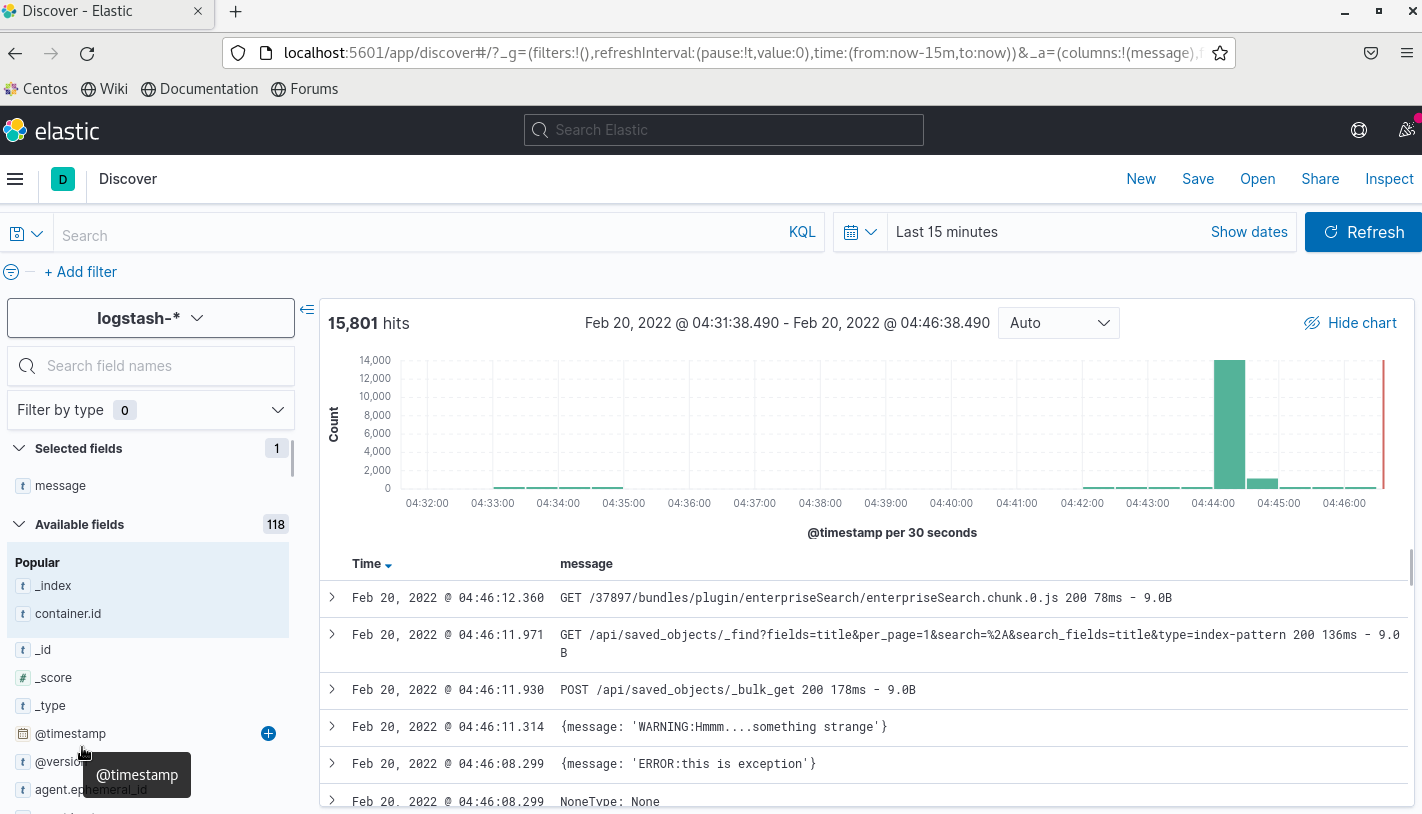 Discover - Elastic
localhost:5601/app/discover#/?_g=(filters:!(),refreshInterval:(pause:!t,value:0),time:(from:now-15m,to:now))&_a=(columns:!(message),
Centos Wiki Documentation Forums
elastic Search Elastic
D Discover New Save Open Share Inspect
Search KQL Last 15 minutes Show dates Refresh
+ Add filter
logstash-*
Search field names
Filter by type 0
Selected fields 1
t message
Available fields 118
Popular
t _index
t container.id
t _id
# _score
t _type
@timestamp
t @version
@timestamp
t agent.ephemeral_id
15,801 hits
Feb 20, 2022 @ 04:31:38.490 - Feb 20, 2022 @ 04:46:38.490 Auto Hide chart
Count
14,000
12,000
10,000
8,000
6,000
4,000
2,000
0
04:32:00 04:33:00 04:34:00 04:35:00 04:36:00 04:37:00 04:38:00 04:39:00 04:40:00 04:41:00 04:42:00 04:43:00 04:44:00 04:45:00 04:46:00
@timestamp per 30 seconds
Time message
Feb 20, 2022 @ 04:46:12.360 GET /37897/bundles/plugin/enterpriseSearch/enterpriseSearch.chunk.0.js 200 78ms - 9.0B
Feb 20, 2022 @ 04:46:11.971 GET /api/saved_objects/_find?fields=title&per_page=1&search=%2A&search_fields=title&type=index-pattern 200 136ms - 9.0
B
Feb 20, 2022 @ 04:46:11.930 POST /api/saved_objects/_bulk_get 200 178ms - 9.0B
Feb 20, 2022 @ 04:46:11.314 {message: 'WARNING:Hmmm....something strange'}
Feb 20, 2022 @ 04:46:08.299 {message: 'ERROR:this is exception'}
Feb 20, 2022 @ 04:46:08.299 NoneType: None